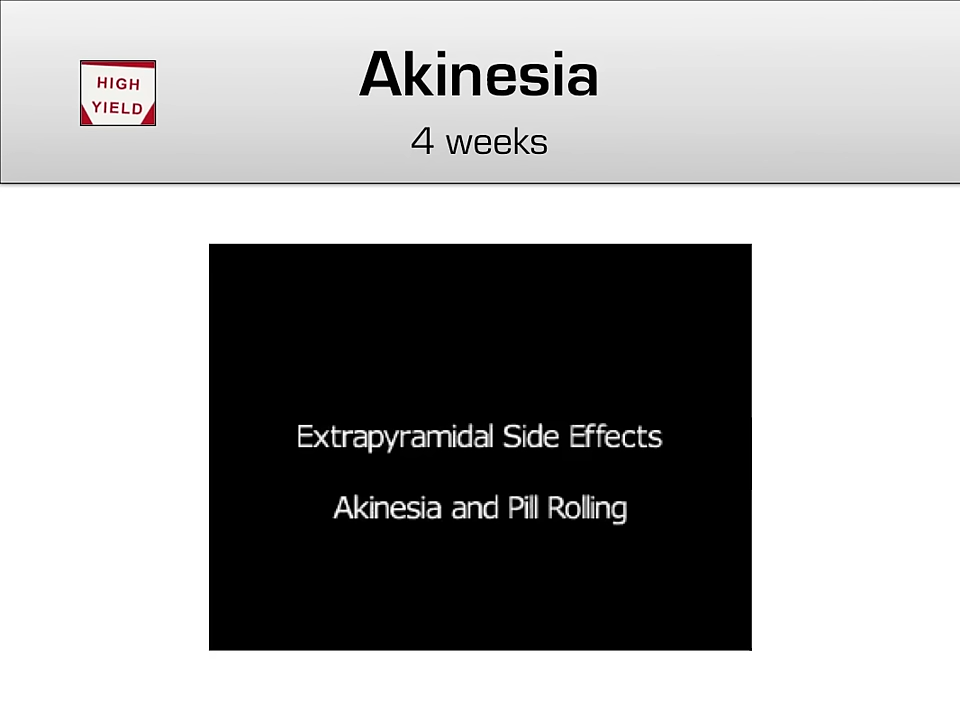 HIGH
YIELD
Akinesia
4 weeks
Extrapyramidal Side Effects
Akinesia and Pill Rolling